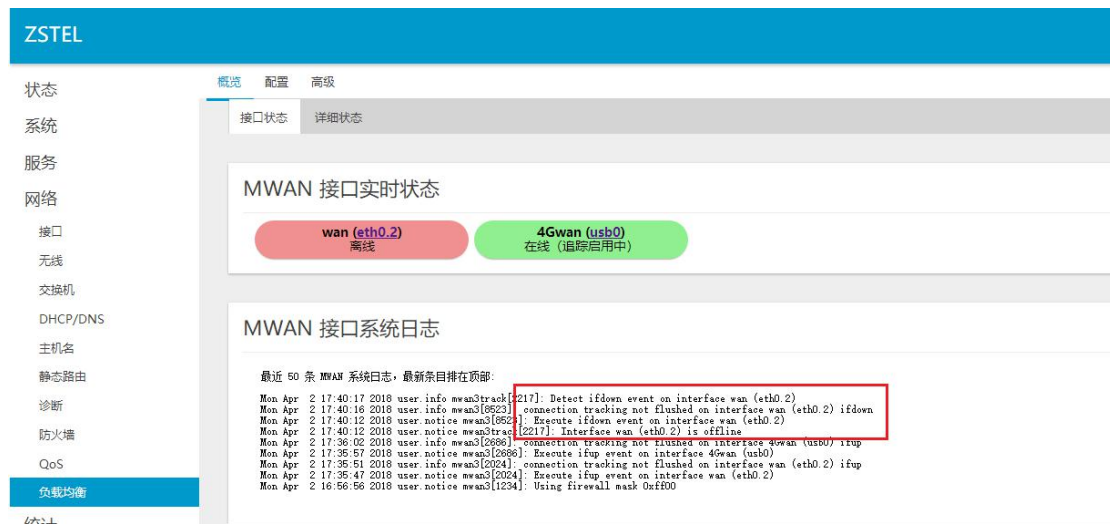 ZSTEL
状态
系统
服务
网络
接口
无线
交换机
DHCP/DNS
主机名
静态路由
诊断
防火墙
QoS
负载均衡
统计
概览 配置 高级
接口状态 详细状态
MWAN 接口实时状态
wan (eth0.2)
离线
4Gwan (usb0)
在线（追踪启用中）
MWAN 接口系统日志
最近 50 条 MWAN 系统日志，最新条目排在顶部:
Mon Apr 2 17:40:17 2018 user.info mwan3track[2217]: Detect ifdown event on interface wan (eth0.2)
Mon Apr 2 17:40:16 2018 user.info mwan3[8523]: connection tracking not flushed on interface wan (eth0.2) ifdown
Mon Apr 2 17:40:12 2018 user.notice mwan3[8523]: Execute ifdown event on interface wan (eth0.2)
Mon Apr 2 17:40:12 2018 user.notice mwan3track[2217]: Interface wan (eth0.2) is offline
Mon Apr 2 17:36:02 2018 user.info mwan3[2686]: connection tracking not flushed on interface 4Gwan (usb0) ifup
Mon Apr 2 17:35:57 2018 user.notice mwan3[2686]: Execute ifup event on interface 4Gwan (usb0)
Mon Apr 2 17:35:51 2018 user.info mwan3[2024]: connection tracking not flushed on interface wan (eth0.2) ifup
Mon Apr 2 17:35:47 2018 user.notice mwan3[2024]: Execute ifup event on interface wan (eth0.2)
Mon Apr 2 16:56:56 2018 user.notice mwan3[1234]: Using firewall mask 0xff00